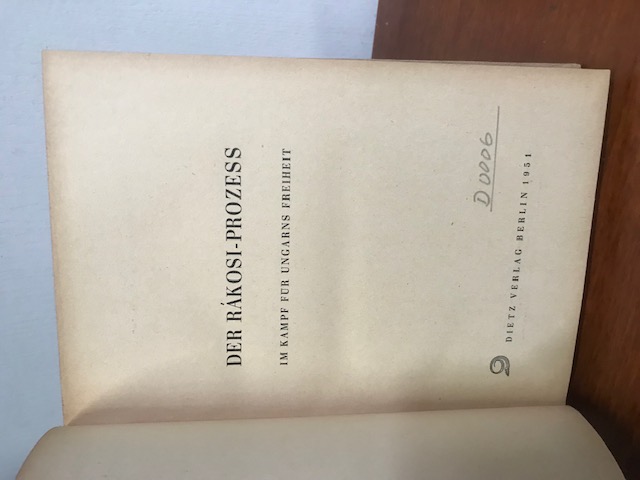 DER RÁKOSI-PROZESS
IM KAMPF FÜR UNGARNS FREIHEIT
D0006
DIETZ VERLAG BERLIN 1951